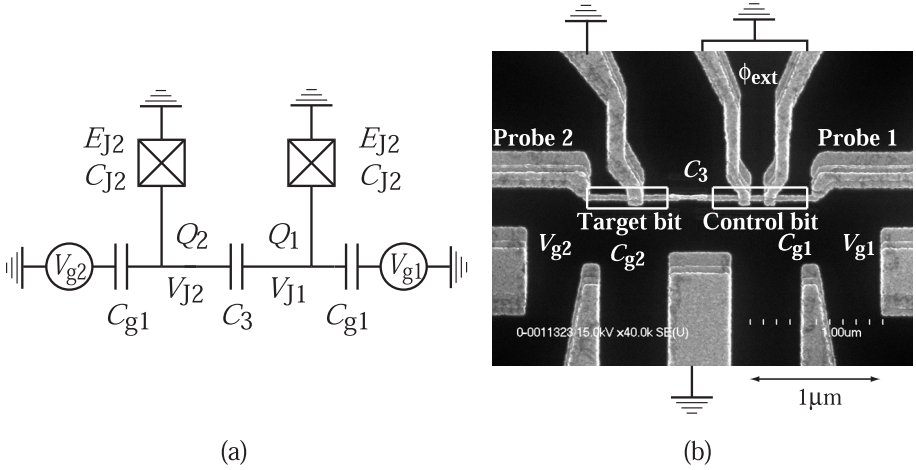 E_J2
C_J2
E_J2
C_J2
Q_2
Q_1
V_g2
V_g1
C_g1
V_J2
C_3
V_J1
C_g1
(a)
ϕ_ext
Probe 2
Probe 1
C_3
Target bit
Control bit
V_g2
C_g2
C_g1
V_g1
0-0011323 15.0kV x40.0k SE(U)
1.00um
1μm
(b)